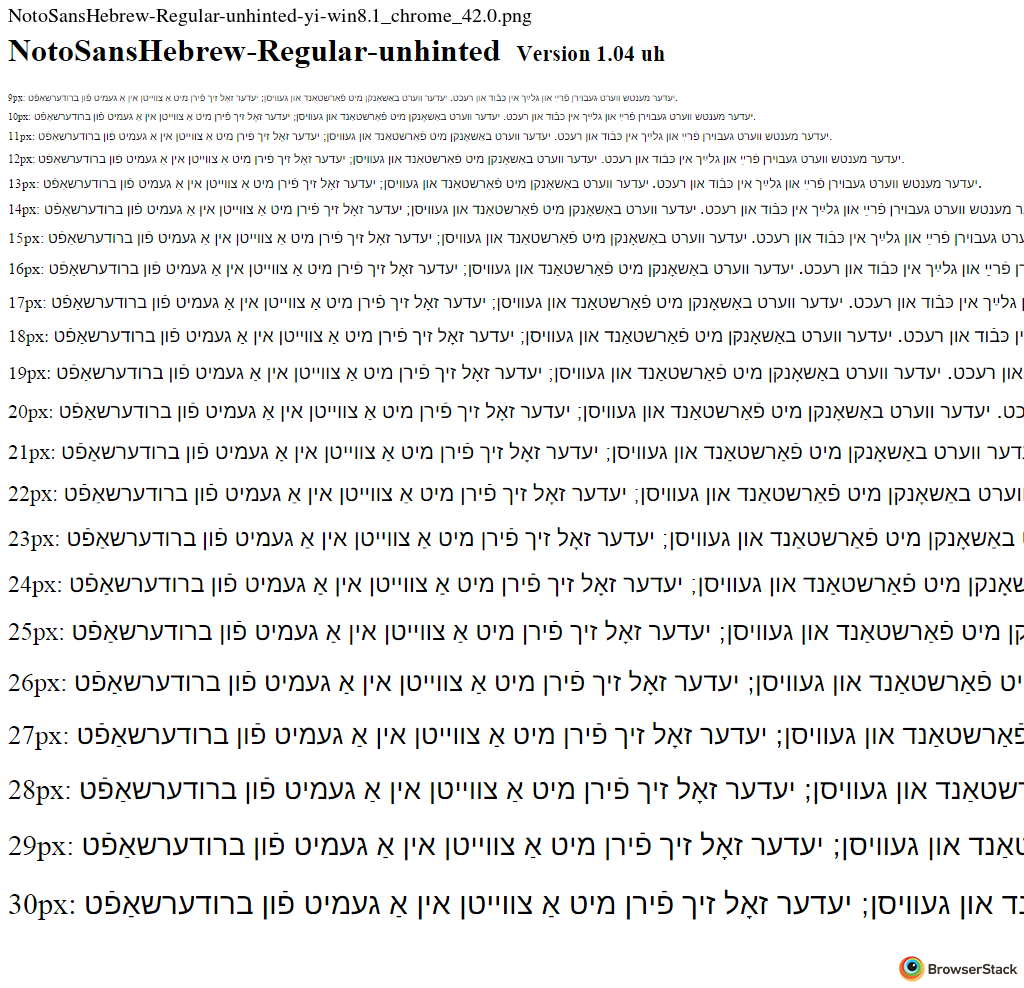 NotoSansHebrew-Regular-unhinted-yi-win8.1_chrome_42.0.png
NotoSansHebrew-Regular-unhinted Version 1.04 uh
9px: יעדער מענטש ווערט געבוירן פֿרײַ און גלײַך אין כּבֿוד און רעכט. יעדער ווערט באַשאָנקן מיט פֿאַרשטאַנד און געוויסן; יעדער זאָל זיך פֿירן מיט אַ צווייטן אין אַ געמיט פֿון ברודערשאַפֿט.
10px: יעדער מענטש ווערט געבוירן פֿרײַ און גלײַך אין כּבֿוד און רעכט. יעדער ווערט באַשאָנקן מיט פֿאַרשטאַנד און געוויסן; יעדער זאָל זיך פֿירן מיט אַ צווייטן אין אַ געמיט פֿון ברודערשאַפֿט.
11px: יעדער מענטש ווערט געבוירן פֿרײַ און גלײַך אין כּבֿוד און רעכט. יעדער ווערט באַשאָנקן מיט פֿאַרשטאַנד און געוויסן; יעדער זאָל זיך פֿירן מיט אַ צווייטן אין אַ געמיט פֿון ברודערשאַפֿט.
12px: יעדער מענטש ווערט געבוירן פֿרײַ און גלײַך אין כּבֿוד און רעכט. יעדער ווערט באַשאָנקן מיט פֿאַרשטאַנד און געוויסן; יעדער זאָל זיך פֿירן מיט אַ צווייטן אין אַ געמיט פֿון ברודערשאַפֿט.
13px: יעדער מענטש ווערט געבוירן פֿרײַ און גלײַך אין כּבֿוד און רעכט. יעדער ווערט באַשאָנקן מיט פֿאַרשטאַנד און געוויסן; יעדער זאָל זיך פֿירן מיט אַ צווייטן אין אַ געמיט פֿון ברודערשאַפֿט.
14px: מענטש ווערט געבוירן פֿרײַ און גלײַך אין כּבֿוד און רעכט. יעדער ווערט באַשאָנקן מיט פֿאַרשטאַנד און געוויסן; יעדער זאָל זיך פֿירן מיט אַ צווייטן אין אַ געמיט פֿון ברודערשאַפֿט
15px: געבוירן פֿרײַ און גלײַך אין כּבֿוד און רעכט. יעדער ווערט באַשאָנקן מיט פֿאַרשטאַנד און געוויסן; יעדער זאָל זיך פֿירן מיט אַ צווייטן אין אַ געמיט פֿון ברודערשאַפֿט
16px: פֿרײַ און גלײַך אין כּבֿוד און רעכט. יעדער ווערט באַשאָנקן מיט פֿאַרשטאַנד און געוויסן; יעדער זאָל זיך פֿירן מיט אַ צווייטן אין אַ געמיט פֿון ברודערשאַפֿט
17px: גלײַך אין כּבֿוד און רעכט. יעדער ווערט באַשאָנקן מיט פֿאַרשטאַנד און געוויסן; יעדער זאָל זיך פֿירן מיט אַ צווייטן אין אַ געמיט פֿון ברודערשאַפֿט
18px: כּבֿוד און רעכט. יעדער ווערט באַשאָנקן מיט פֿאַרשטאַנד און געוויסן; יעדער זאָל זיך פֿירן מיט אַ צווייטן אין אַ געמיט פֿון ברודערשאַפֿט
19px: און רעכט. יעדער ווערט באַשאָנקן מיט פֿאַרשטאַנד און געוויסן; יעדער זאָל זיך פֿירן מיט אַ צווייטן אין אַ געמיט פֿון ברודערשאַפֿט
20px: יעדער ווערט באַשאָנקן מיט פֿאַרשטאַנד און געוויסן; יעדער זאָל זיך פֿירן מיט אַ צווייטן אין אַ געמיט פֿון ברודערשאַפֿט
21px: ווערט באַשאָנקן מיט פֿאַרשטאַנד און געוויסן; יעדער זאָל זיך פֿירן מיט אַ צווייטן אין אַ געמיט פֿון ברודערשאַפֿט
22px: באַשאָנקן מיט פֿאַרשטאַנד און געוויסן; יעדער זאָל זיך פֿירן מיט אַ צווייטן אין אַ געמיט פֿון ברודערשאַפֿט
23px: באַשאָנקן מיט פֿאַרשטאַנד און געוויסן; יעדער זאָל זיך פֿירן מיט אַ צווייטן אין אַ געמיט פֿון ברודערשאַפֿט
24px: מיט פֿאַרשטאַנד און געוויסן; יעדער זאָל זיך פֿירן מיט אַ צווייטן אין אַ געמיט פֿון ברודערשאַפֿט
25px: מיט פֿאַרשטאַנד און געוויסן; יעדער זאָל זיך פֿירן מיט אַ צווייטן אין אַ געמיט פֿון ברודערשאַפֿט
26px: פֿאַרשטאַנד און געוויסן; יעדער זאָל זיך פֿירן מיט אַ צווייטן אין אַ געמיט פֿון ברודערשאַפֿט
27px: פֿאַרשטאַנד און געוויסן; יעדער זאָל זיך פֿירן מיט אַ צווייטן אין אַ געמיט פֿון ברודערשאַפֿט
28px: און געוויסן; יעדער זאָל זיך פֿירן מיט אַ צווייטן אין אַ געמיט פֿון ברודערשאַפֿט
29px: און געוויסן; יעדער זאָל זיך פֿירן מיט אַ צווייטן אין אַ געמיט פֿון ברודערשאַפֿט
30px: און געוויסן; יעדער זאָל זיך פֿירן מיט אַ צווייטן אין אַ געמיט פֿון ברודערשאַפֿט
BrowserStack